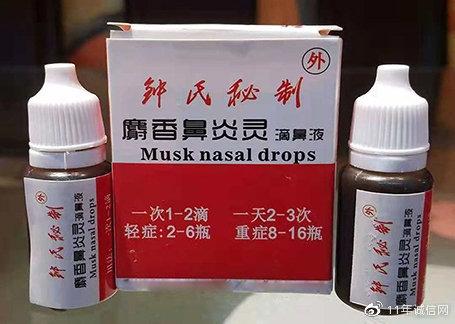 外
邹氏秘制
麝香鼻炎灵 滴鼻液
Musk nasal drops
一次1-2滴 一天2-3次
轻症:2-6瓶 重症8-16瓶
外
邹氏秘制
麝香鼻炎灵滴鼻液
Musk nasal drops
外
邹氏秘制
麝香鼻炎灵滴鼻液
Musk nasal drops
11年诚信网